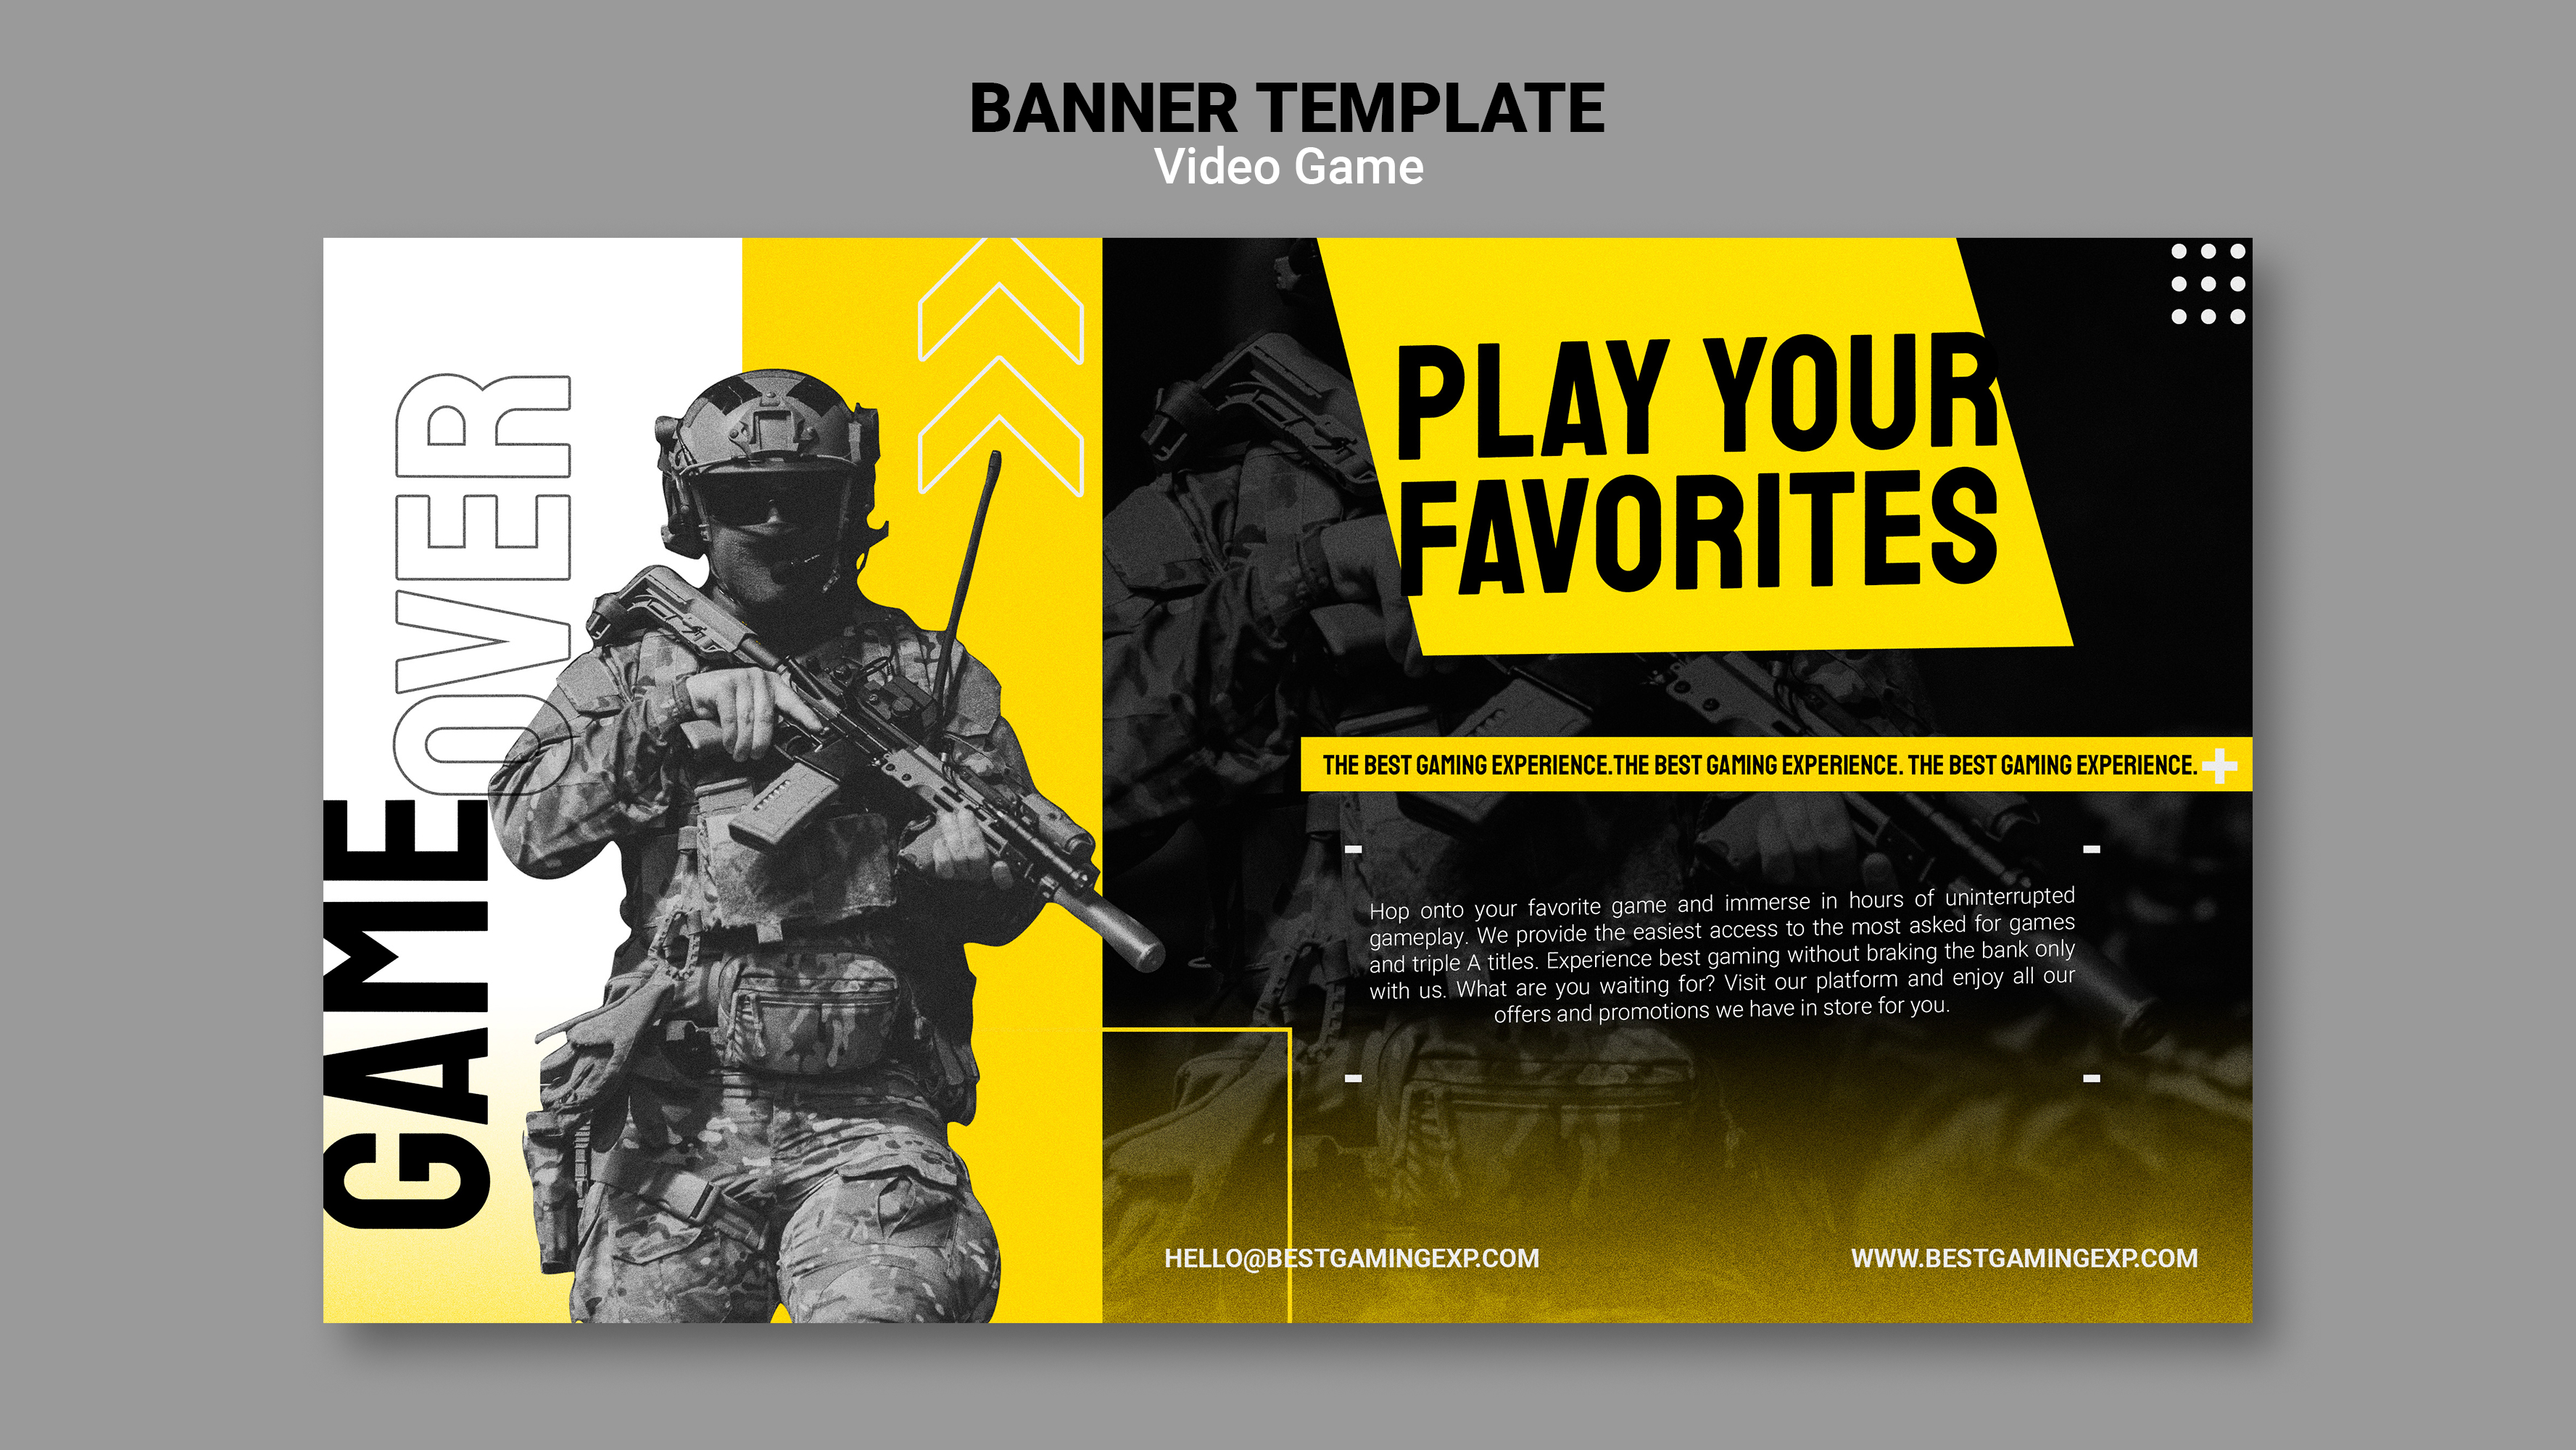 BANNER TEMPLATE
Video Game
GAME OVER
PLAY YOUR
FAVORITES
THE BEST GAMING EXPERIENCE.THE BEST GAMING EXPERIENCE. THE BEST GAMING EXPERIENCE.
Hop onto your favorite game and immerse in hours of uninterrupted
gameplay. We provide the easiest access to the most asked for games
and triple A titles. Experience best gaming without braking the bank only
with us. What are you waiting for? Visit our platform and enjoy all our
offers and promotions we have in store for you.
HELLO@BESTGAMINGEXP.COM
WWW.BESTGAMINGEXP.COM